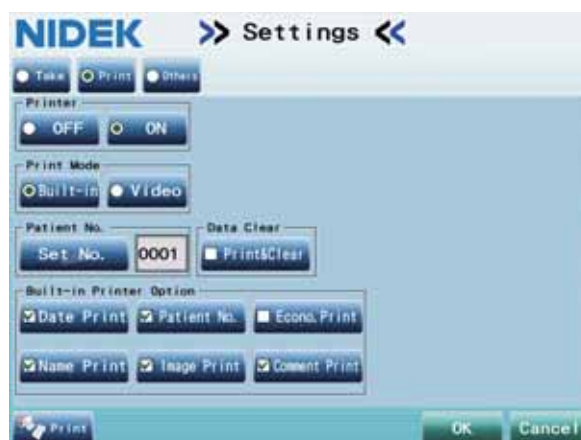 NIDEK >> Settings <<
Take Print Others
Printer
OFF ON
Print Mode
Built-in Video
Patient No. Data Clear
Set No. 0001 Print&Clear
Built-in Printer Option
Date Print Patient No. Econo.Print
Name Print Image Print Comment Print
Print OK Cancel